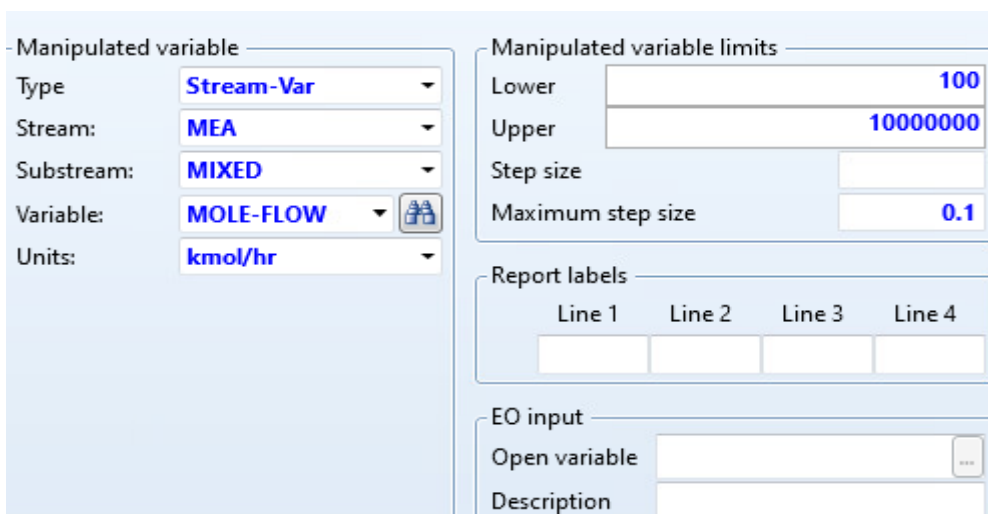 Manipulated variable
Type Stream-Var
Stream: MEA
Substream: MIXED
Variable: MOLE-FLOW
Units: kmol/hr
Manipulated variable limits
Lower 100
Upper 10000000
Step size
Maximum step size 0.1
Report labels
Line 1 Line 2 Line 3 Line 4
EO input
Open variable ...
Description